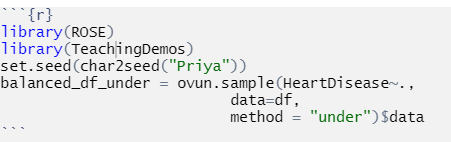 ```{r}
library(ROSE)
library(TeachingDemos)
set.seed(char2seed("Priya"))
balanced_df_under = ovun.sample(HeartDisease~.,
                            data=df,
                            method = "under")$data
```